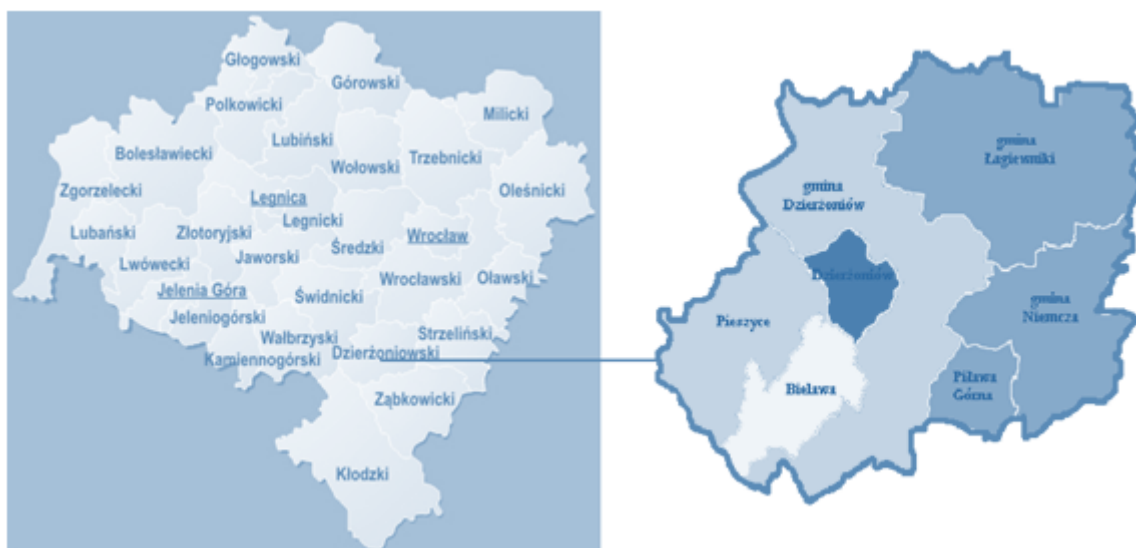 Głogowski
Górowski
Polkowicki
Milicki
Lubiński
Bolesławiecki
Trzebnicki
Wołowski
Zgorzelecki
Oleśnicki
Legnica
Legnicki
Lubański
Złotoryjski
Wrocław
Średzki
Jaworski
Lwówecki
Wrocławski
Oławski
Jelenia Góra
Świdnicki
Jeleniogórski
Strzeliński
Wałbrzyski
Dzierżoniowski
Kamiennogórski
Ząbkowicki
Kłodzki
gmina
Łagiewniki
gmina
Dzierżoniów
Dzierżoniów
gmina
Niemcza
Pieszyce
Piława
Górna
Bielawa